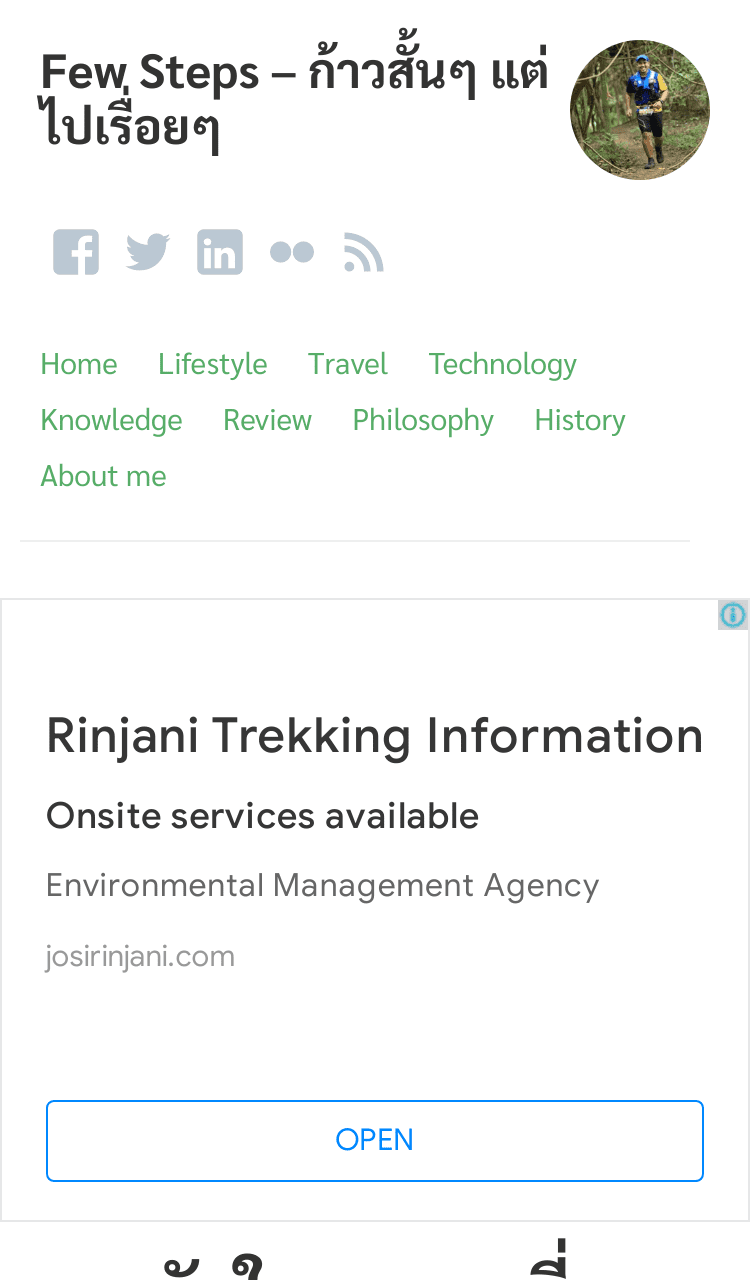 Few Steps – ก้าวสั้นๆ แต่
ไปเรื่อยๆ
Home Lifestyle Travel Technology
Knowledge Review Philosophy History
About me
Rinjani Trekking Information
Onsite services available
Environmental Management Agency
josirinjani.com
OPEN